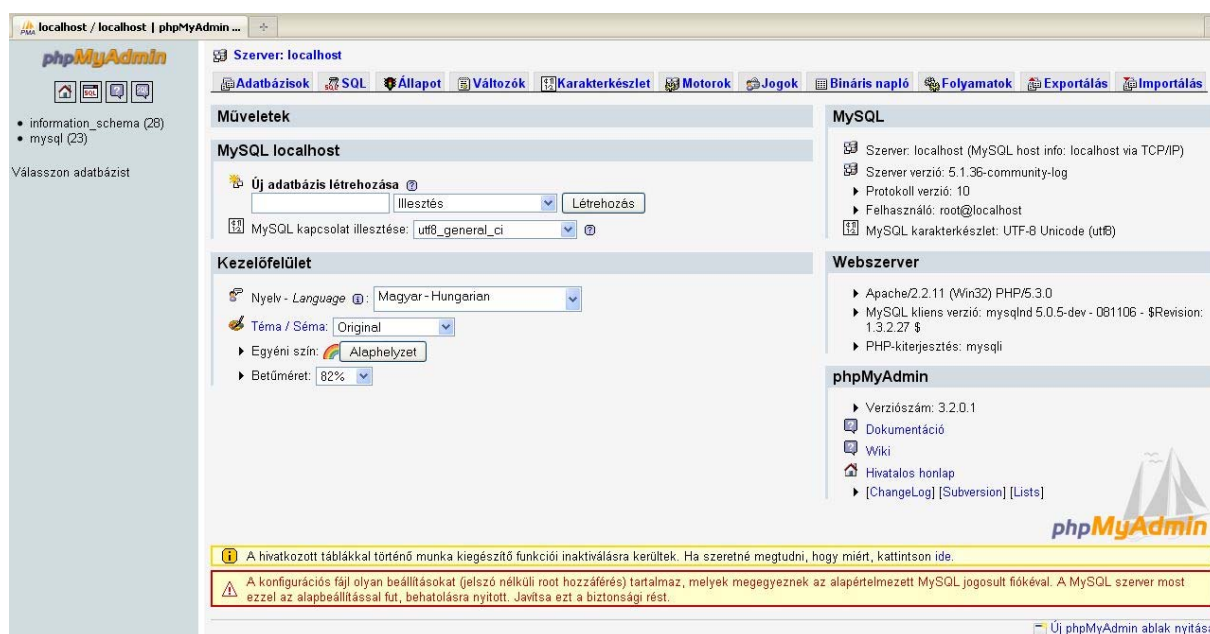 localhost / localhost | phpMyAdmin ...
phpMyAdmin
SQL
information_schema (28)
mysql (23)
Válasszon adatbázist
Szerver: localhost
Adatbázisok SQL Állapot Változók Karakterkészlet Motorok Jogok Bináris napló Folyamatok Exportálás Importálás
Műveletek
MySQL localhost
Új adatbázis létrehozása
Illesztés Létrehozás
MySQL kapcsolat illesztése: utf8_general_ci
Kezelőfelület
Nyelv - Language : Magyar - Hungarian
Téma / Séma: Original
Egyéni szín: Alaphelyzet
Betűméret: 82%
MySQL
Szerver: localhost (MySQL host info: localhost via TCP/IP)
Szerver verzió: 5.1.36-community-log
Protokoll verzió: 10
Felhasználó: root@localhost
MySQL karakterkészlet: UTF-8 Unicode (utf8)
Webszerver
Apache/2.2.11 (Win32) PHP/5.3.0
MySQL kliens verzió: mysqlnd 5.0.5-dev - 081106 - $Revision:
1.3.2.27 $
PHP-kiterjesztés: mysqli
phpMyAdmin
Verziószám: 3.2.0.1
Dokumentáció
Wiki
Hivatalos honlap
[ChangeLog] [Subversion] [Lists]
phpMyAdmin
A hivatkozott táblákkal történő munka kiegészítő funkciói inaktiválásra kerültek. Ha szeretné megtudni, hogy miért, kattintson ide.
A konfigurációs fájl olyan beállításokat (jelszó nélküli root hozzáférés) tartalmaz, melyek megegyeznek az alapértelmezett MySQL jogosult fiókéval. A MySQL szerver most
ezzel az alapbeállítással fut, behatolásra nyitott. Javítsa ezt a biztonsági rést.
Új phpMyAdmin ablak nyitása